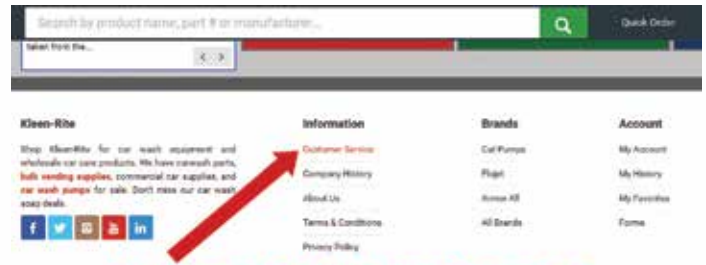 Search by product name, part # or manufacturer...
Quick Order
taken from the...
Kleen-Rite
Shop Kleen-Rite for car wash equipment and
wholesale car care products. We have carwash parts,
bulk vending supplies, commercial car supplies, and
car wash pumps for sale. Don't miss our car wash
soap deals.
Information
Customer Service
Company History
About Us
Terms & Conditions
Privacy Policy
Brands
Cat Pumps
Flojet
Armor All
All Brands
Account
My Account
My History
My Favorites
Forms